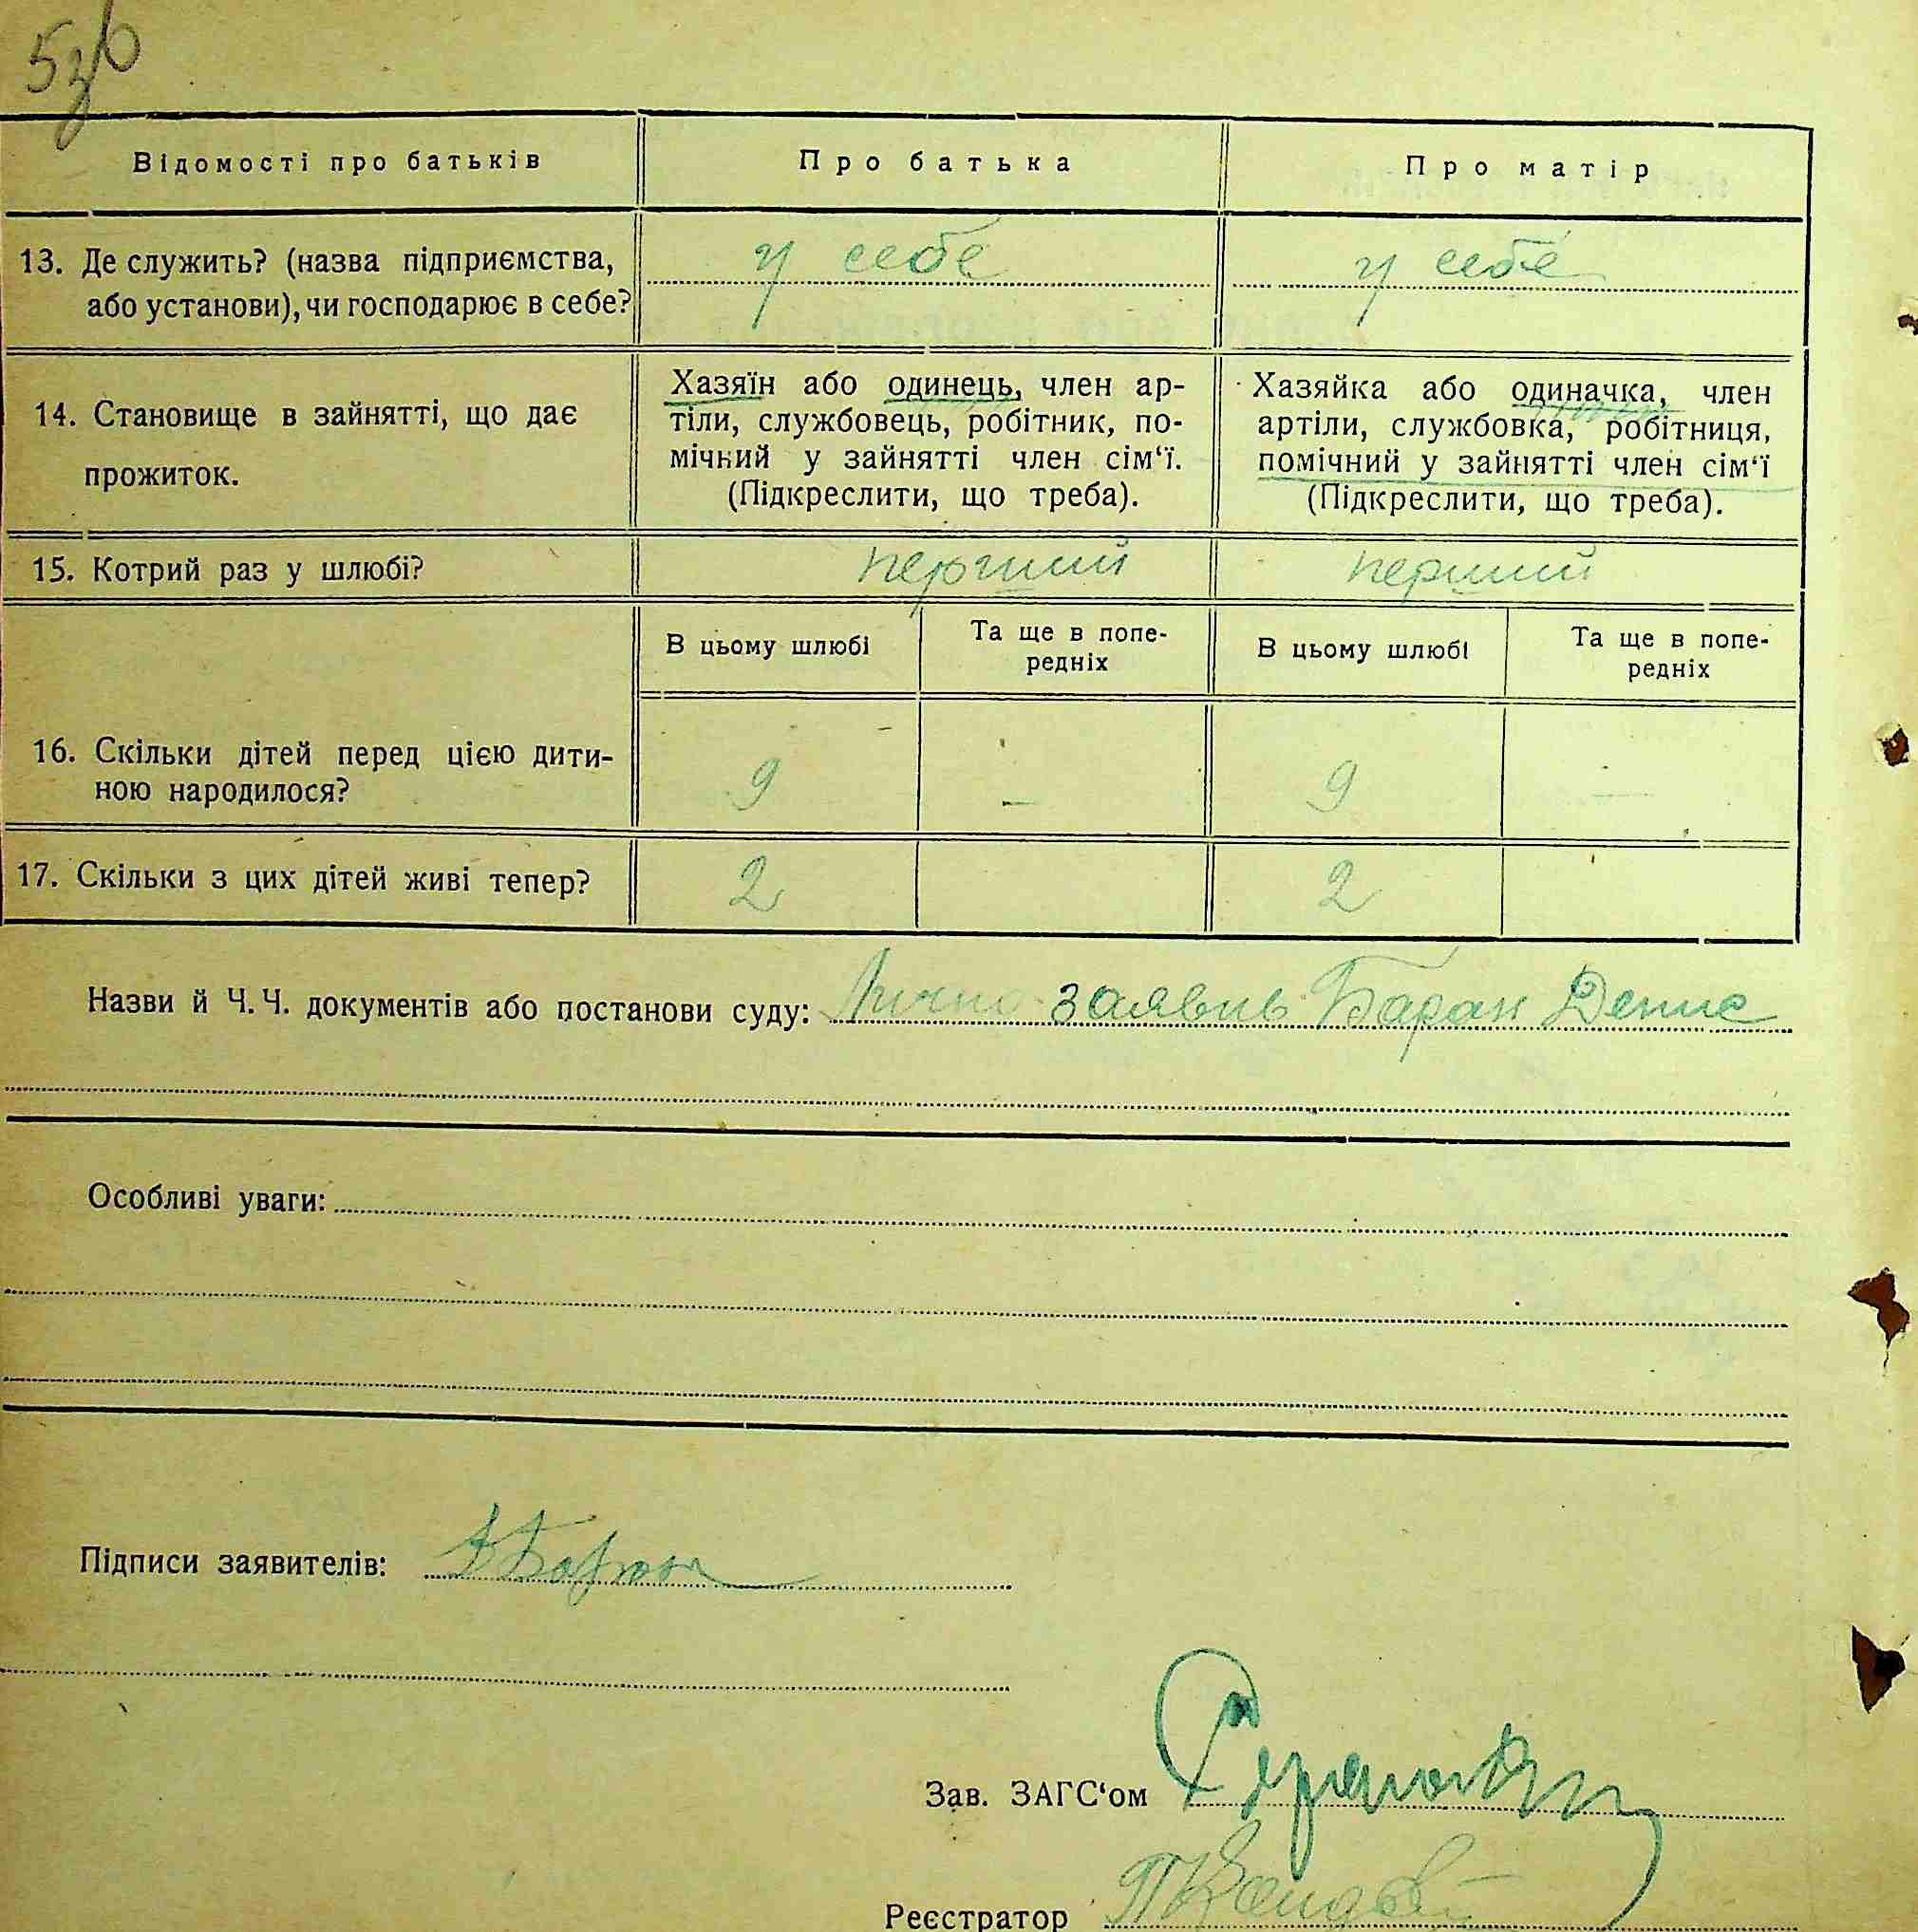 5зв
Відомості про батьків Про батька Про матір
13. Де служить? (назва підприємства, у себе у себе
або установи), чи господарює в себе?
Хазяїн або одинець, член ар- Хазяйка або одиначка, член
14. Становище в зайнятті, що дає тіли, службовець, робітник, по- артіли, службовка, робітниця,
прожиток. мічний у зайнятті член сім‘ї. помічний у зайнятті член сім‘ї
(Підкреслити, що треба). (Підкреслити, що треба).
15. Котрий раз у шлюбі? перший перший
В цьому шлюбі Та ще в попе- В цьому шлюбі Та ще в попе-
редніх редніх
16. Скільки дітей перед цією дити-
ною народилося? 9 – 9 –
17. Скільки з цих дітей живі тепер? 2 2
Назви й Ч. Ч. документів або постанови суду: Лично заявив Баран Денис
Особливі уваги:
Підписи заявителів: Баран
Зав. ЗАГС‘ом
Реєстратор